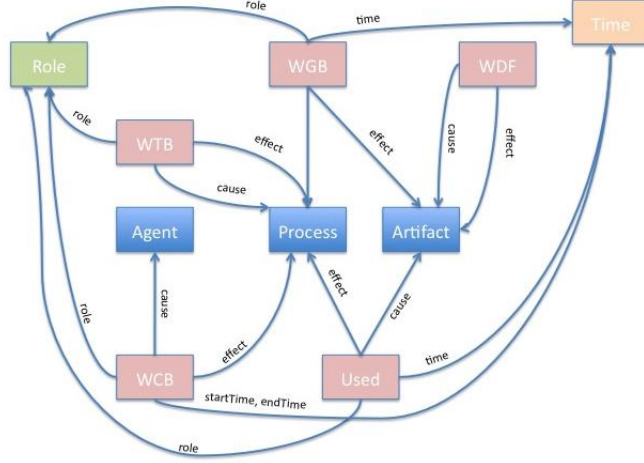 role
time
Time
Role
WGB
WDF
role
effect
cause
effect
WTB
effect
cause
Agent
Process
Artifact
role
cause
effect
effect
cause
time
WCB
Used
startTime, endTime
role